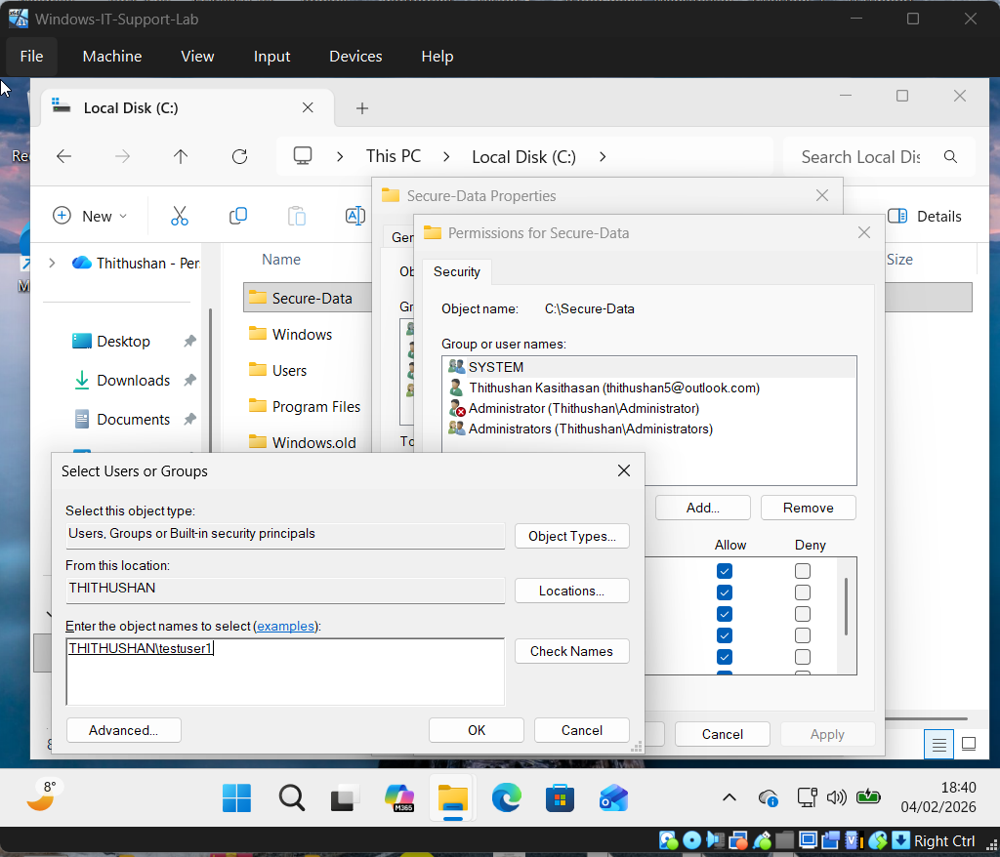 Windows-IT-Support-Lab
File Machine View Input Devices Help
Local Disk (C:)
This PC Local Disk (C:) Search Local Dis
New Details
Secure-Data Properties
Permissions for Secure-Data
Security
Object name: C:\Secure-Data
Group or user names:
SYSTEM
Thithushan Kasithasan (thithushan5@outlook.com)
Administrator (Thithushan\Administrator)
Administrators (Thithushan\Administrators)
Add... Remove
Allow Deny
Cancel Apply
Thithushan - Per
Desktop
Downloads
Documents
Name Size
Secure-Data
Windows
Users
Program Files
Windows.old
Select Users or Groups
Select this object type:
Users, Groups or Built-in security principals Object Types...
From this location:
THITHUSHAN Locations...
Enter the object names to select (examples):
THITHUSHAN\testuser1 Check Names
Advanced... OK Cancel
8° M365 18:40
04/02/2026
Right Ctrl